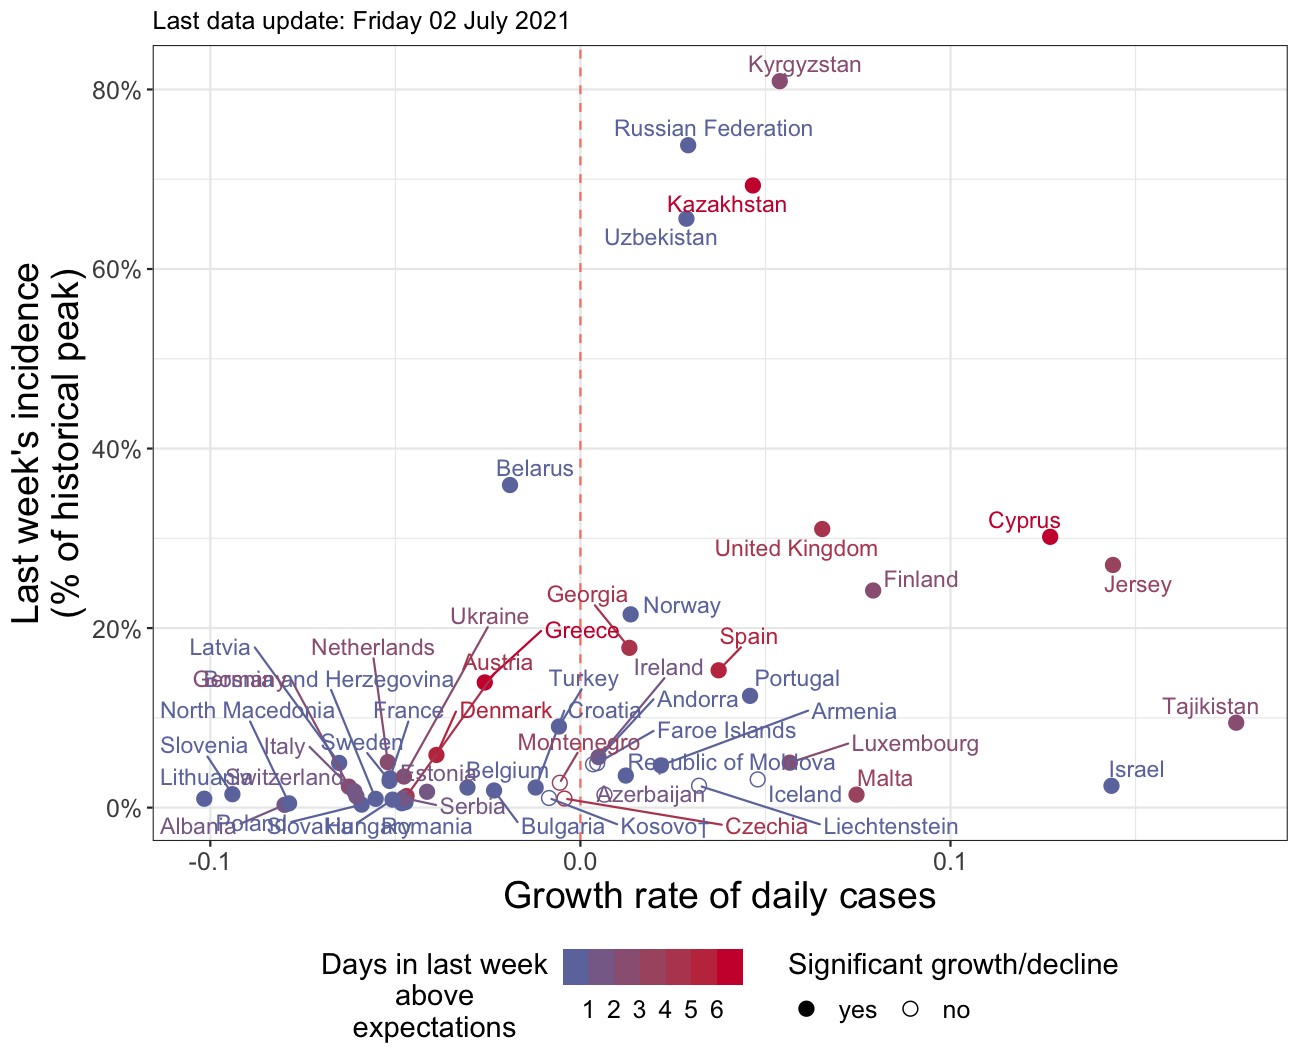 Last data update: Friday 02 July 2021
Last week's incidence
(% of historical peak)
80%
60%
40%
20%
0%
Kyrgyzstan
Russian Federation
Kazakhstan
Uzbekistan
Belarus
Cyprus
United Kingdom
Finland
Jersey
Georgia
Norway
Ukraine
Greece
Spain
Latvia
Netherlands
Austria
Ireland
Germany
Bosnia and Herzegovina
Turkey
Portugal
Andorra
North Macedonia
France
Denmark
Croatia
Armenia
Tajikistan
Faroe Islands
Slovenia
Italy
Sweden
Montenegro
Luxembourg
Lithuania
Switzerland
Estonia
Belgium
Republic of Moldova
Malta
Israel
Azerbaijan
Iceland
Serbia
Albania
Poland
Slovakia
Hungary
Romania
Bulgaria
Kosovo†
Czechia
Liechtenstein
-0.1
0.0
0.1
Growth rate of daily cases
Days in last week
above
expectations
1 2 3 4 5 6
Significant growth/decline
yes
no